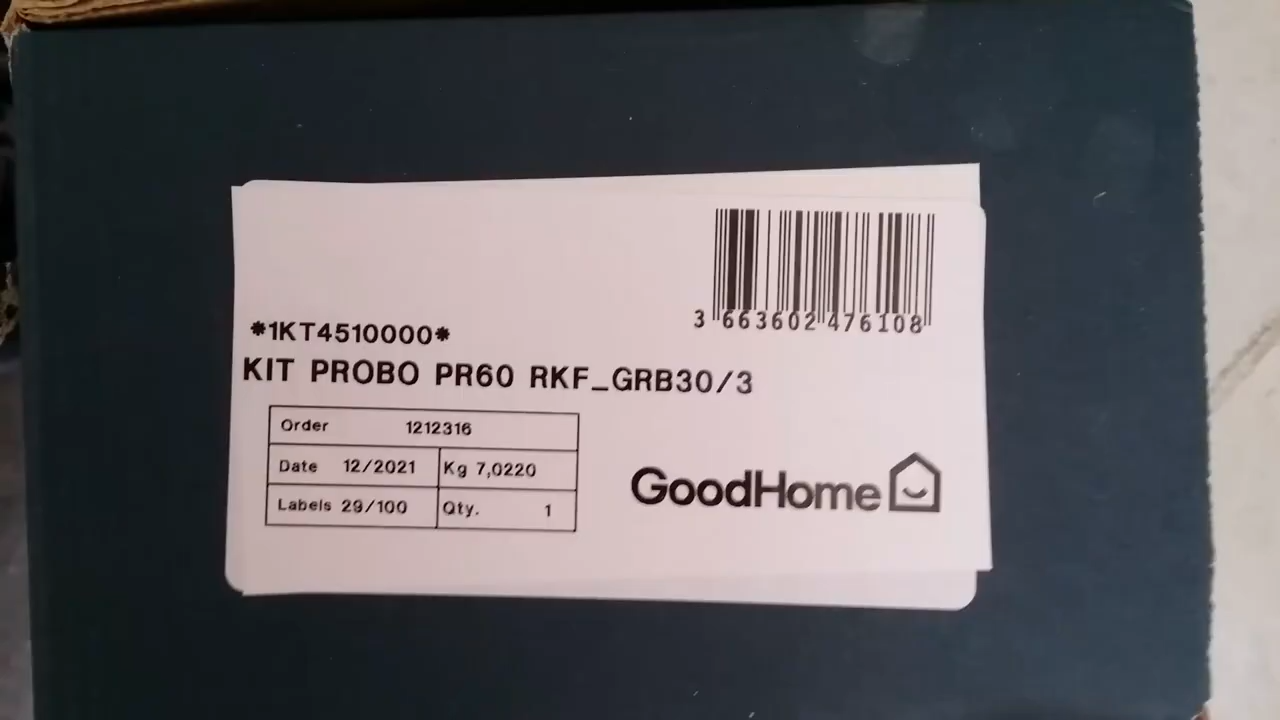 3 663602 476108
*1KT4510000*
KIT PROBO PR60 RKF_GRB30/3
Order 1212316
Date 12/2021 Kg 7,0220
Labels 29/100 Qty. 1
GoodHome